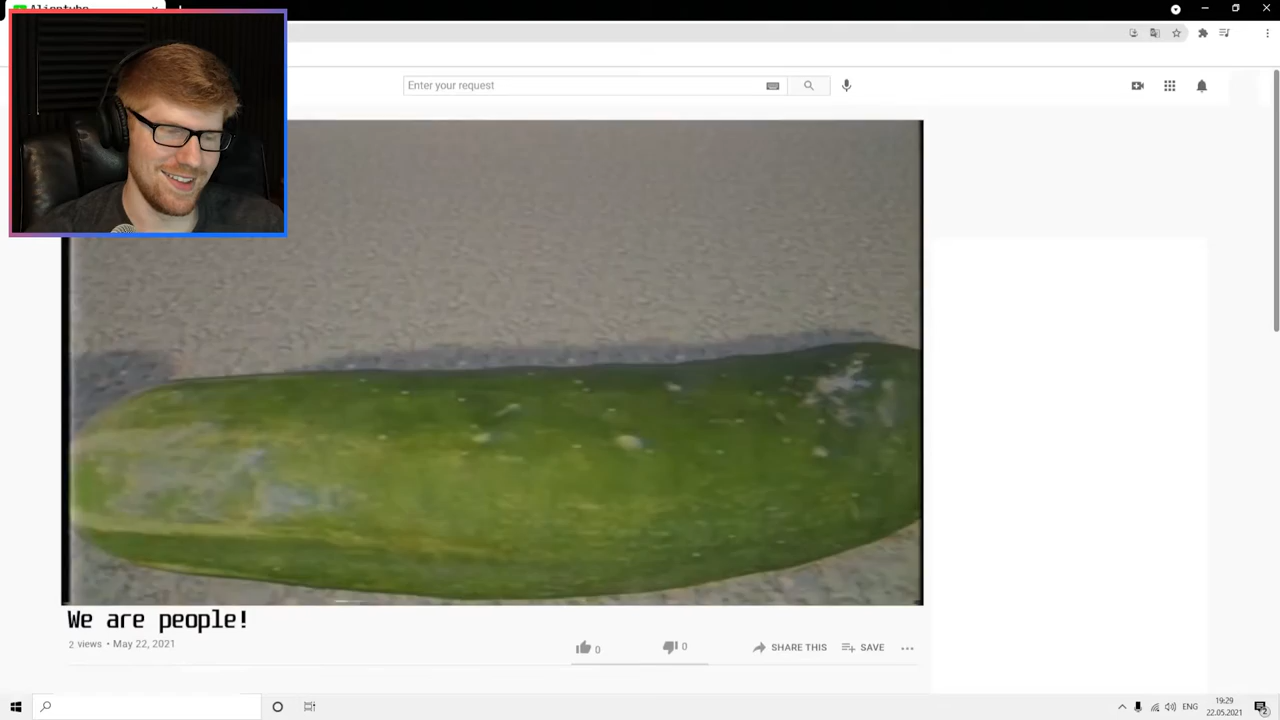 Enter your request
We are people!
2 views • May 22, 2021
0
0
SHARE THIS
SAVE
ENG
19:29
22.05.2021
2